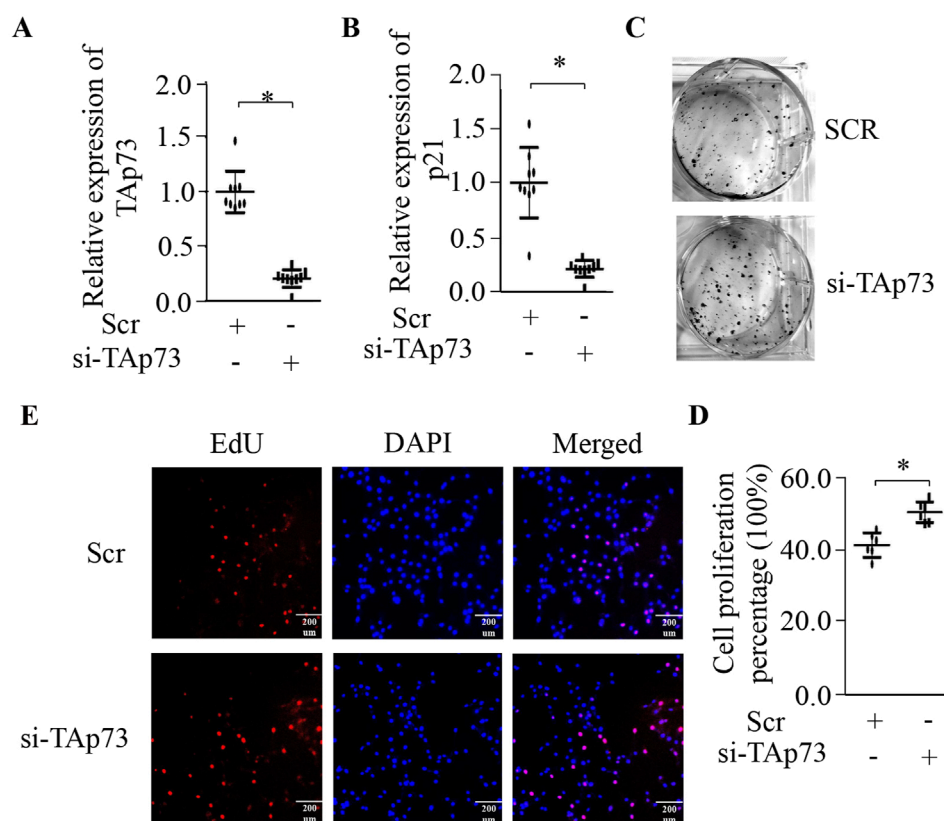 A
Relative expression of
TAp73
2.0
1.5
1.0
0.5
0.0
*
Scr + -
si-TAp73 - +
B
Relative expression of
p21
2.0
1.5
1.0
0.5
0.0
*
Scr + -
si-TAp73 - +
C
SCR
si-TAp73
E
EdU DAPI Merged
Scr
200
um
200
um
200
um
si-TAp73
200
um
200
um
200
um
D
Cell proliferation
percentage (100%)
60.0
40.0
20.0
0.0
*
Scr + -
si-TAp73 - +